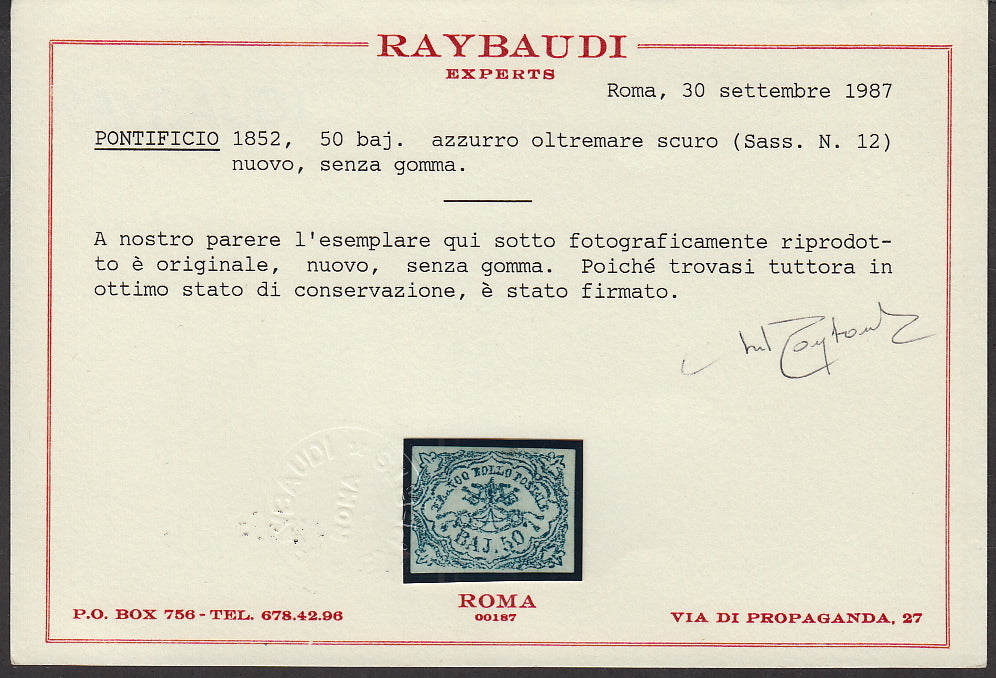 RAYBAUDI
EXPERTS
Roma, 30 settembre 1987
PONTIFICIO 1852, 50 baj. azzurro oltremare scuro (Sass. N. 12)
nuovo, senza gomma.
A nostro parere l'esemplare qui sotto fotograficamente riprodot-
to è originale, nuovo, senza gomma. Poiché trovasi tuttora in
ottimo stato di conservazione, è stato firmato.
RAYBAUDI
ROMA
FRANCO BOLLO POSTALE
BAJ. 50
P.O. BOX 756 - TEL. 678.42.96
ROMA
00187
VIA DI PROPAGANDA, 27